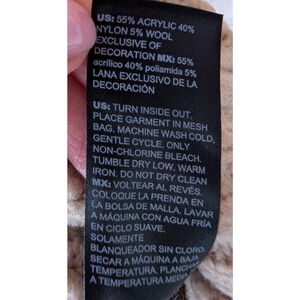 US: 55% ACRYLIC 40%
NYLON 5% WOOL
EXCLUSIVE OF
DECORATION MX: 55%
acrílico 40% poliamida 5%
LANA EXCLUSIVO DE LA
DECORACIÓN
US: TURN INSIDE OUT.
PLACE GARMENT IN MESH
BAG. MACHINE WASH COLD,
GENTLE CYCLE. ONLY
NON-CHLORINE BLEACH.
TUMBLE DRY LOW. WARM
IRON. DO NOT DRY CLEAN
MX: VOLTEAR AL REVÉS.
COLOQUE LA PRENDA EN
LA BOLSA DE MALLA. LAVAR
A MÁQUINA CON AGUA FRÍA
EN CICLO SUAVE.
SOLAMENTE
BLANQUEADOR SIN CLORO.
SECAR A MÁQUINA A BAJA
TEMPERATURA. PLANCHA
A TEMPERATURA